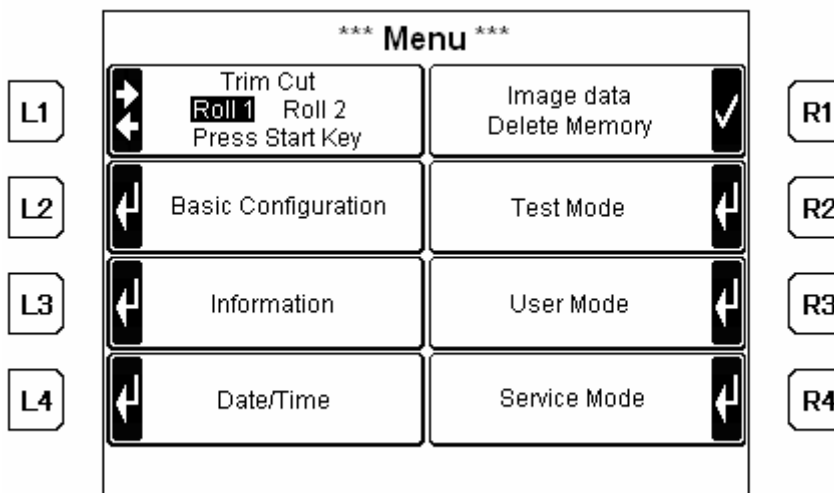 *** Menu ***
L1
Trim Cut
Roll 1 Roll 2
Press Start Key
Image data
Delete Memory
R1
L2
Basic Configuration
Test Mode
R2
L3
Information
User Mode
R3
L4
Date/Time
Service Mode
R4